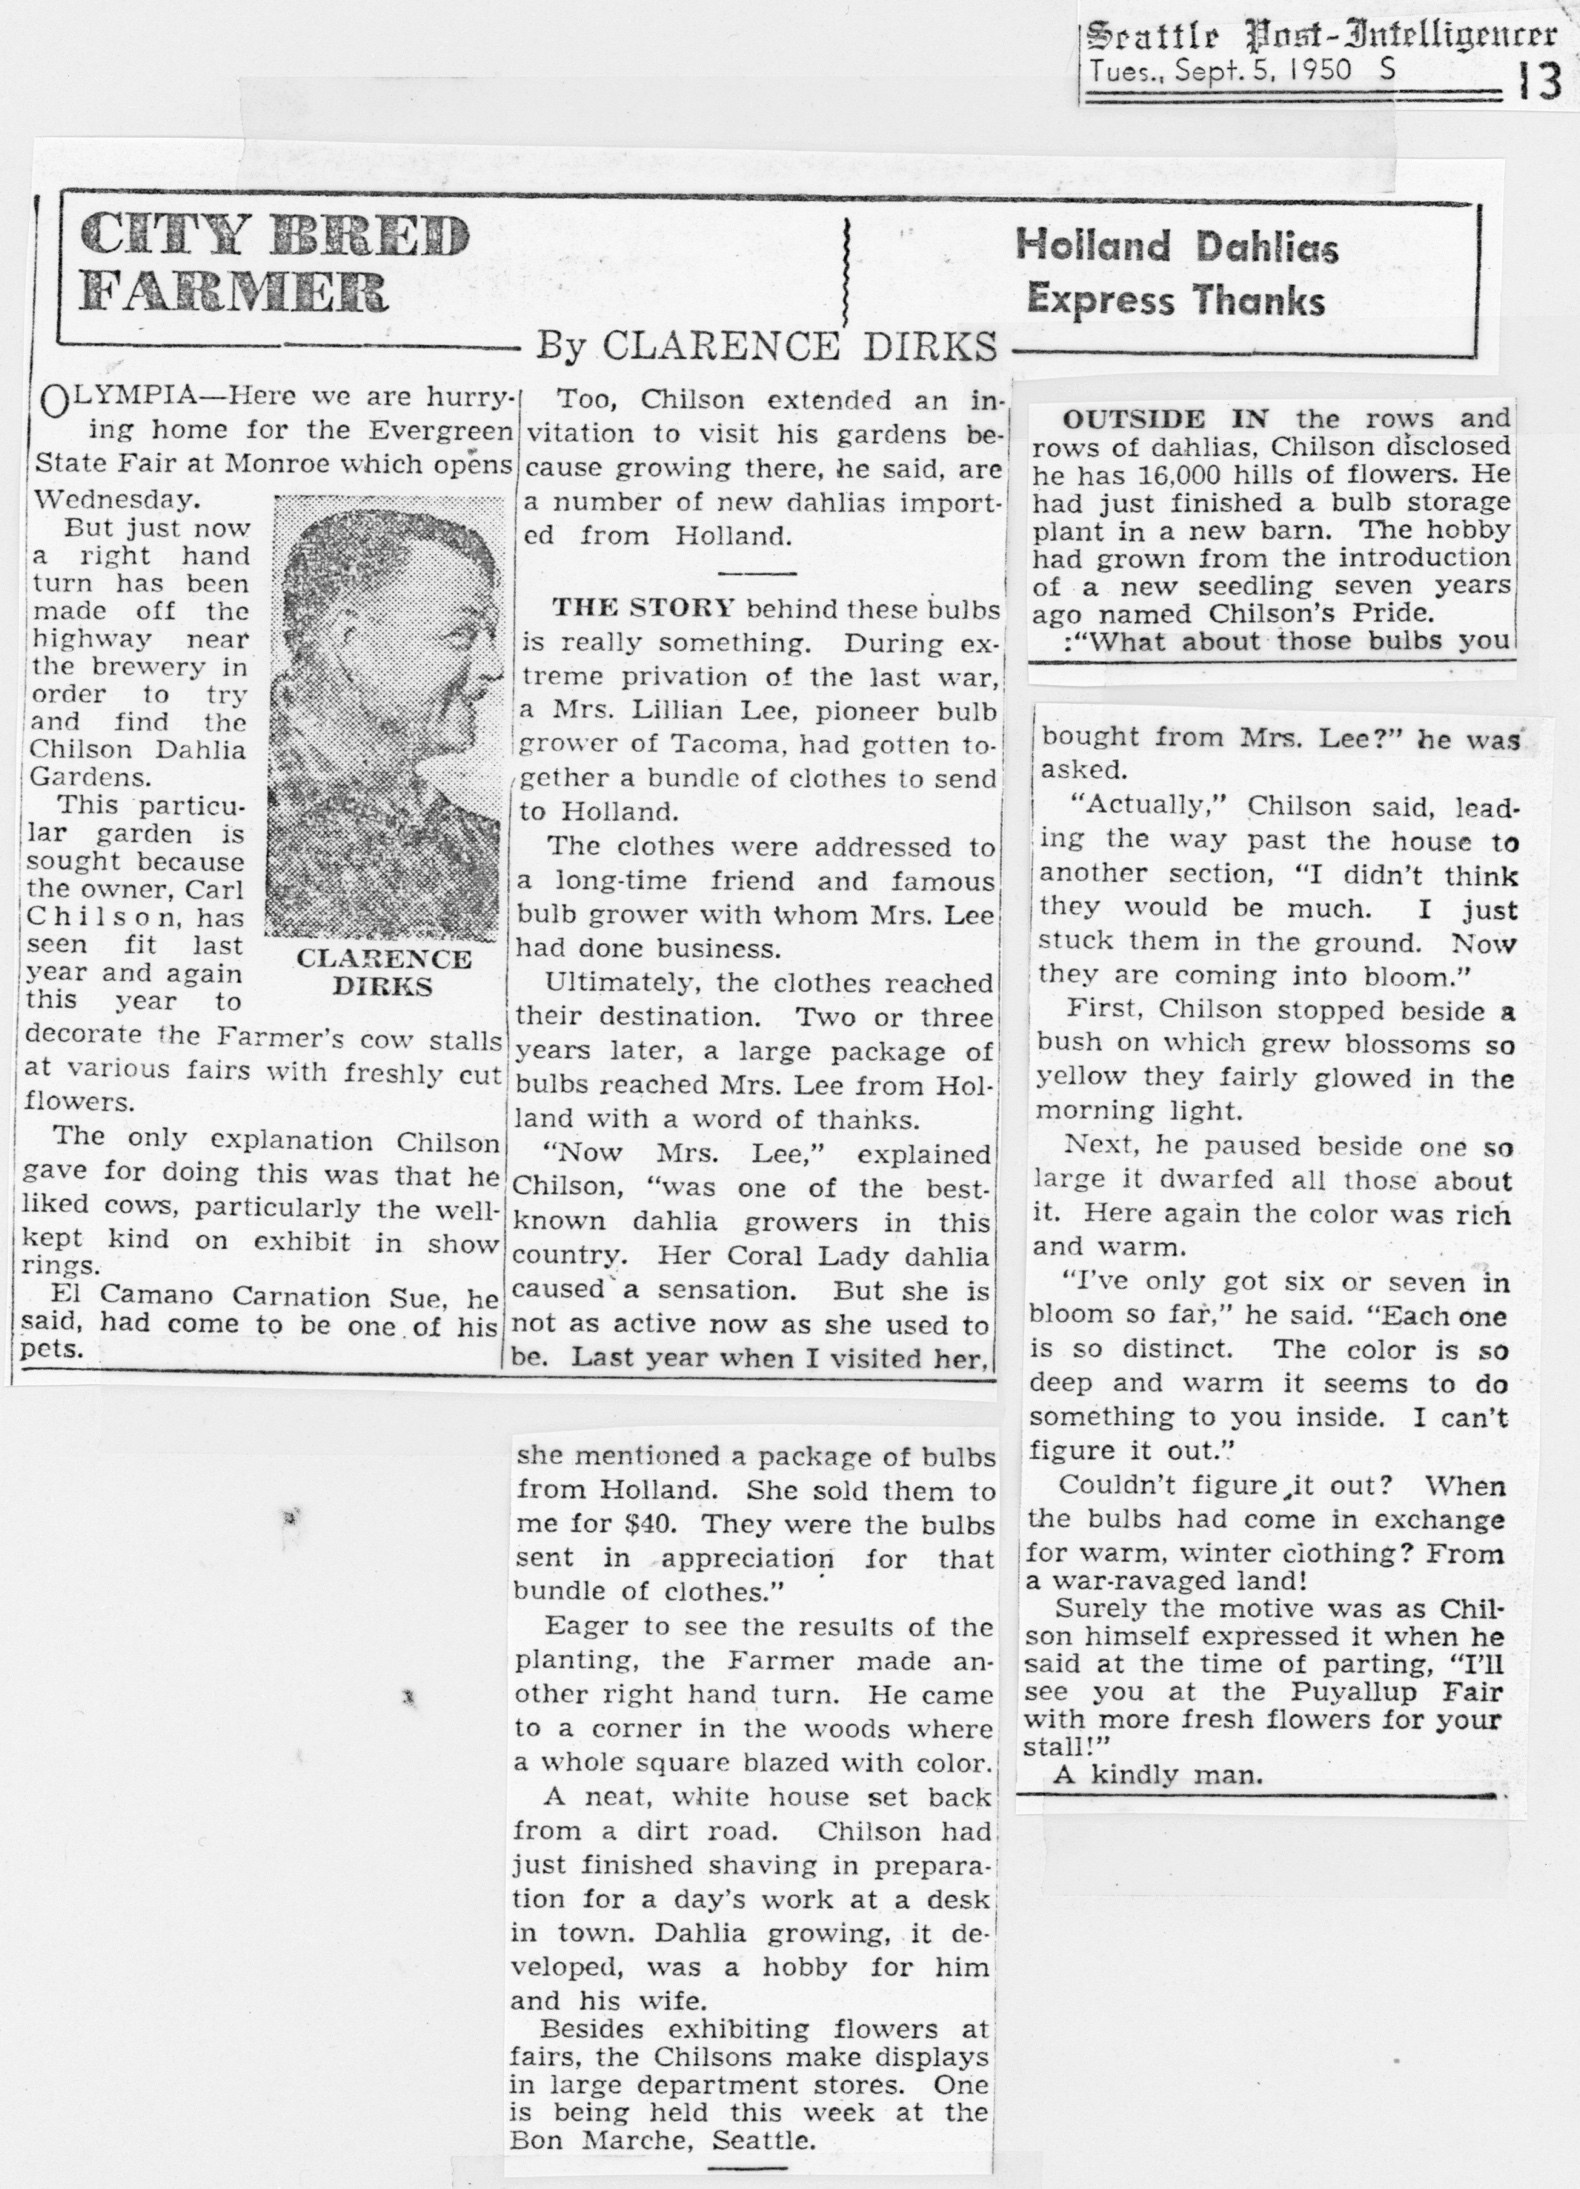 Seattle Post-Intelligencer
Tues., Sept. 5, 1950 S 13
CITY BRED
FARMER
Holland Dahlias
Express Thanks
By CLARENCE DIRKS
OLYMPIA—Here we are hurry-
ing home for the Evergreen
State Fair at Monroe which opens
Wednesday.
But just now
a right hand
turn has been
made off the
highway near
the brewery in
order to try
and find the
Chilson Dahlia
Gardens.
This particu-
lar garden is
sought because
the owner, Carl
Chilson, has
seen fit last
year and again
this year to
CLARENCE
DIRKS
decorate the Farmer's cow stalls
at various fairs with freshly cut
flowers.
The only explanation Chilson
gave for doing this was that he
liked cows, particularly the well-
kept kind on exhibit in show
rings.
El Camano Carnation Sue, he
said, had come to be one of his
pets.
Too, Chilson extended an in-
vitation to visit his gardens be-
cause growing there, he said, are
a number of new dahlias import-
ed from Holland.
THE STORY behind these bulbs
is really something. During ex-
treme privation of the last war,
a Mrs. Lillian Lee, pioneer bulb
grower of Tacoma, had gotten to-
gether a bundle of clothes to send
to Holland.
The clothes were addressed to
a long-time friend and famous
bulb grower with whom Mrs. Lee
had done business.
Ultimately, the clothes reached
their destination. Two or three
years later, a large package of
bulbs reached Mrs. Lee from Hol-
land with a word of thanks.
"Now Mrs. Lee," explained
Chilson, "was one of the best-
known dahlia growers in this
country. Her Coral Lady dahlia
caused a sensation. But she is
not as active now as she used to
be. Last year when I visited her,
she mentioned a package of bulbs
from Holland. She sold them to
me for $40. They were the bulbs
sent in appreciation for that
bundle of clothes."
Eager to see the results of the
planting, the Farmer made an-
other right hand turn. He came
to a corner in the woods where
a whole square blazed with color.
A neat, white house set back
from a dirt road. Chilson had
just finished shaving in prepara-
tion for a day's work at a desk
in town. Dahlia growing, it de-
veloped, was a hobby for him
and his wife.
Besides exhibiting flowers at
fairs, the Chilsons make displays
in large department stores. One
is being held this week at the
Bon Marche, Seattle.
OUTSIDE IN the rows and
rows of dahlias, Chilson disclosed
he has 16,000 hills of flowers. He
had just finished a bulb storage
plant in a new barn. The hobby
had grown from the introduction
of a new seedling seven years
ago named Chilson's Pride.
:"What about those bulbs you
bought from Mrs. Lee?" he was
asked.
"Actually," Chilson said, lead-
ing the way past the house to
another section, "I didn't think
they would be much. I just
stuck them in the ground. Now
they are coming into bloom."
First, Chilson stopped beside a
bush on which grew blossoms so
yellow they fairly glowed in the
morning light.
Next, he paused beside one so
large it dwarfed all those about
it. Here again the color was rich
and warm.
"I've only got six or seven in
bloom so far," he said. "Each one
is so distinct. The color is so
deep and warm it seems to do
something to you inside. I can't
figure it out."
Couldn't figure it out? When
the bulbs had come in exchange
for warm, winter clothing? From
a war-ravaged land!
Surely the motive was as Chil-
son himself expressed it when he
said at the time of parting, "I'll
see you at the Puyallup Fair
with more fresh flowers for your
stall!"
A kindly man.